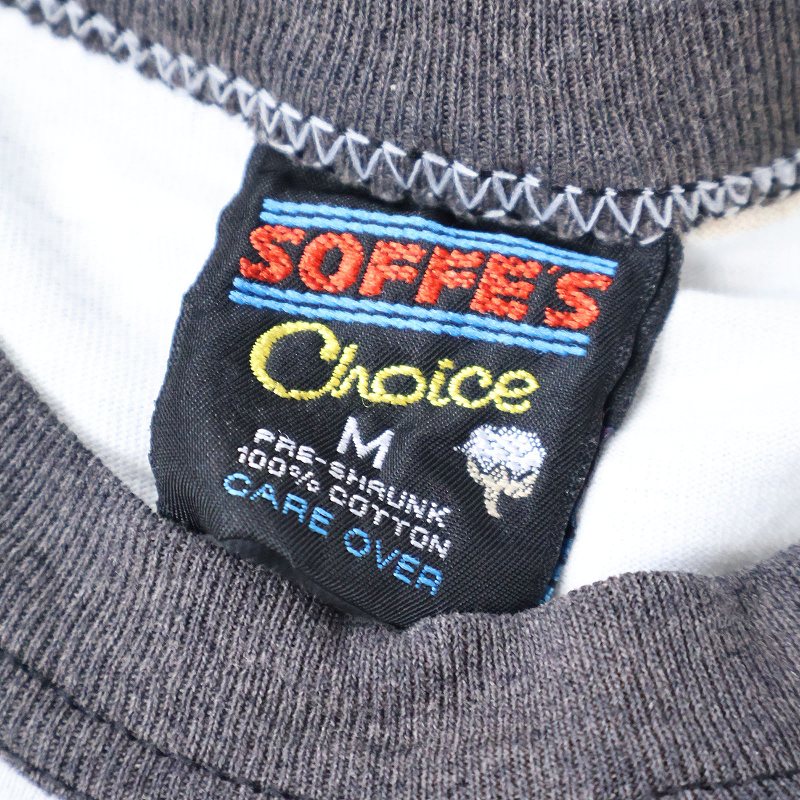 SOFFE'S
Choice
M
PRE-SHRUNK
100% COTTON
CARE OVER